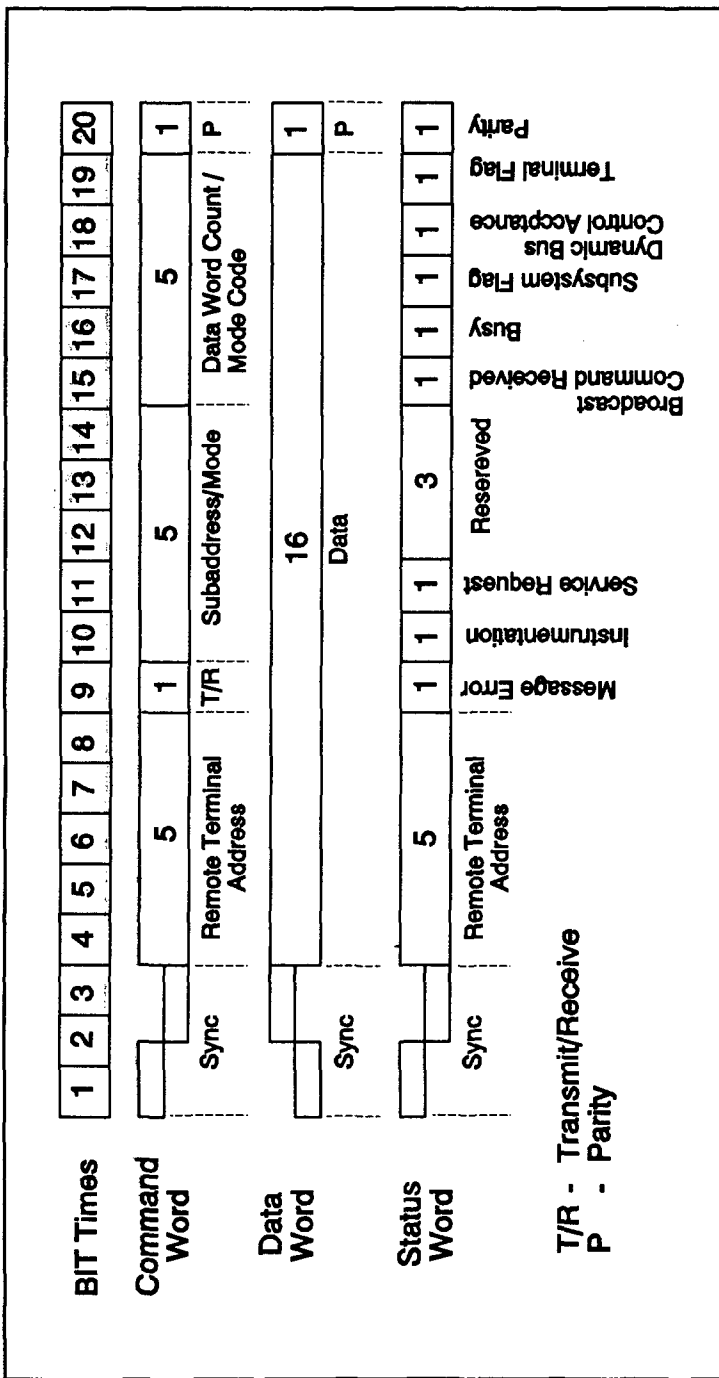 BIT Times
1 2 3 4 5 6 7 8 9 10 11 12 13 14 15 16 17 18 19 20
Command
Word
5 1 5 5 1
Sync
Remote Terminal
Address
T/R
Subaddress/Mode
Data Word Count /
Mode Code
P
Data
Word
16 1
Sync
Data
P
Status
Word
5 1 1 1 3 1 1 1 1 1 1
Sync
Remote Terminal
Address
Message Error
Instrumentation
Service Request
Resereved
Broadcast
Command Received
Busy
Subsystem Flag
Dynamic Bus
Control Accptance
Terminal Flag
Parity
T/R - Transmit/Receive
P - Parity